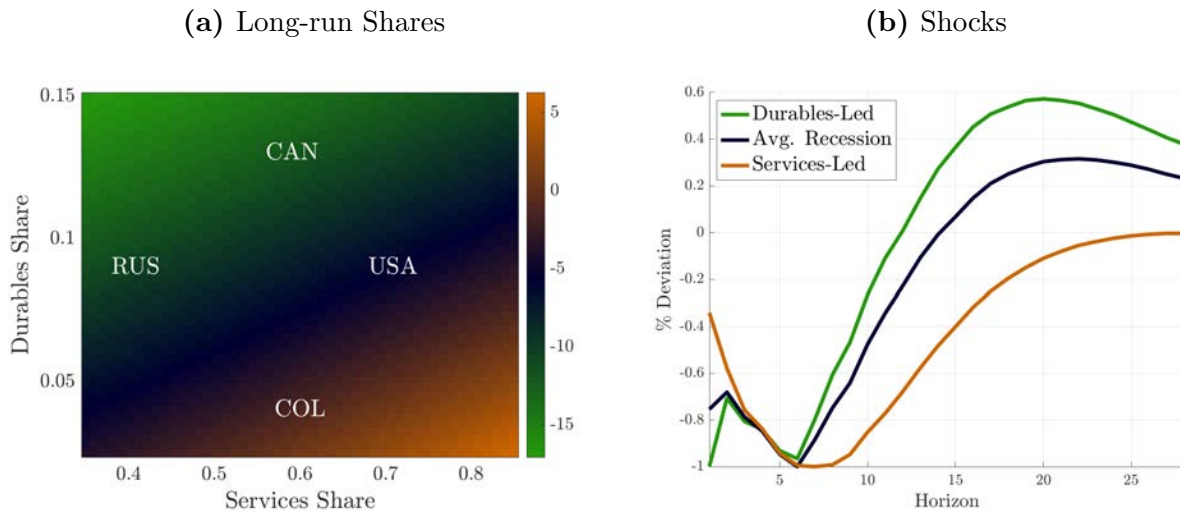 (a) Long-run Shares
0.15
0.1
0.05
Durables Share
CAN
RUS
USA
COL
0.4 0.5 0.6 0.7 0.8
Services Share
5
0
-5
-10
-15
(b) Shocks
0.6
0.4
0.2
0
-0.2
-0.4
-0.6
-0.8
-1
% Deviation
Durables-Led
Avg. Recession
Services-Led
5 10 15 20 25
Horizon